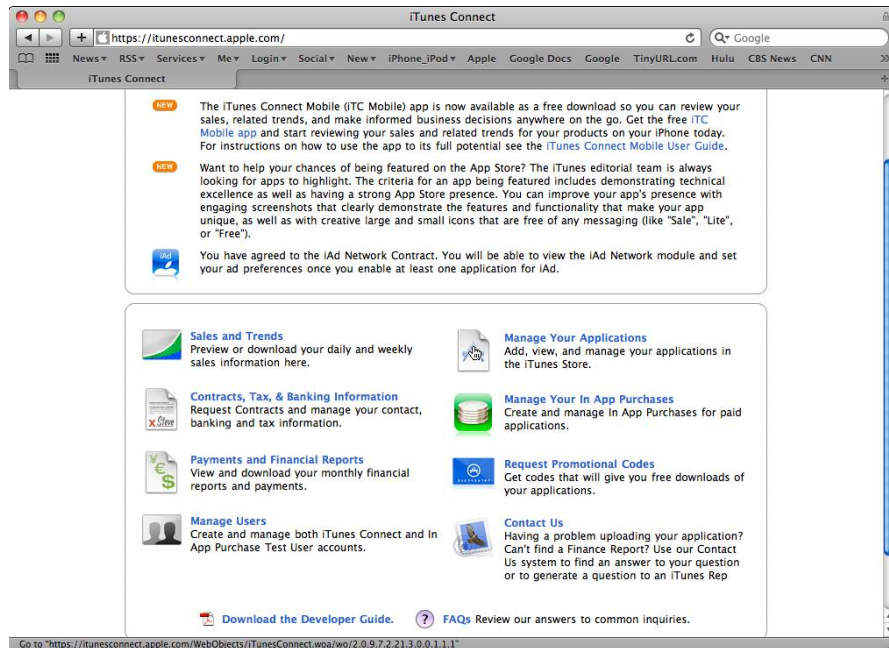 iTunes Connect
https://itunesconnect.apple.com/
Google
News RSS Services Me Login Social New iPhone_iPod Apple Google Docs Google TinyURL.com Hulu CBS News CNN
iTunes Connect
NEW
The iTunes Connect Mobile (iTC Mobile) app is now available as a free download so you can review your
sales, related trends, and make informed business decisions anywhere on the go. Get the free iTC
Mobile app and start reviewing your sales and related trends for your products on your iPhone today.
For instructions on how to use the app to its full potential see the iTunes Connect Mobile User Guide.
NEW
Want to help your chances of being featured on the App Store? The iTunes editorial team is always
looking for apps to highlight. The criteria for an app being featured includes demonstrating technical
excellence as well as having a strong App Store presence. You can improve your app's presence with
engaging screenshots that clearly demonstrate the features and functionality that make your app
unique, as well as with creative large and small icons that are free of any messaging (like "Sale", "Lite",
or "Free").
iAd
You have agreed to the iAd Network Contract. You will be able to view the iAd Network module and set
your ad preferences once you enable at least one application for iAd.
Sales and Trends
Preview or download your daily and weekly
sales information here.
Manage Your Applications
Add, view, and manage your applications in
the iTunes Store.
Contracts, Tax, & Banking Information
Request Contracts and manage your contact,
banking and tax information.
x Steve
Manage Your In App Purchases
Create and manage In App Purchases for paid
applications.
Payments and Financial Reports
View and download your monthly financial
reports and payments.
¥ € $
Request Promotional Codes
Get codes that will give you free downloads of
your applications.
Manage Users
Create and manage both iTunes Connect and In
App Purchase Test User accounts.
Contact Us
Having a problem uploading your application?
Can't find a Finance Report? Use our Contact
Us system to find an answer to your question
or to generate a question to an iTunes Rep
Download the Developer Guide.
? FAQs Review our answers to common inquiries.
Go to "https://itunesconnect.apple.com/WebObjects/iTunesConnect.woa/wo/2.0.9.7.2.21.3.0.0.1.1.1"